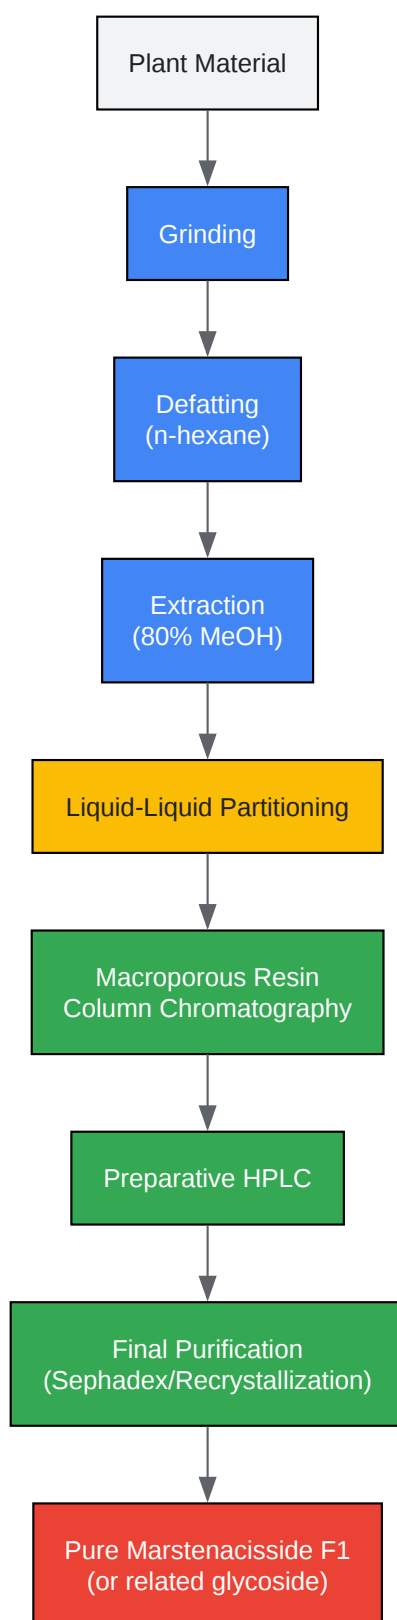 Plant Material
Grinding
Defatting
(n-hexane)
Extraction
(80% MeOH)
Liquid-Liquid Partitioning
Macroporous Resin
Column Chromatography
Preparative HPLC
Final Purification
(Sephadex/Recrystallization)
Pure Marstenacisside F1
(or related glycoside)